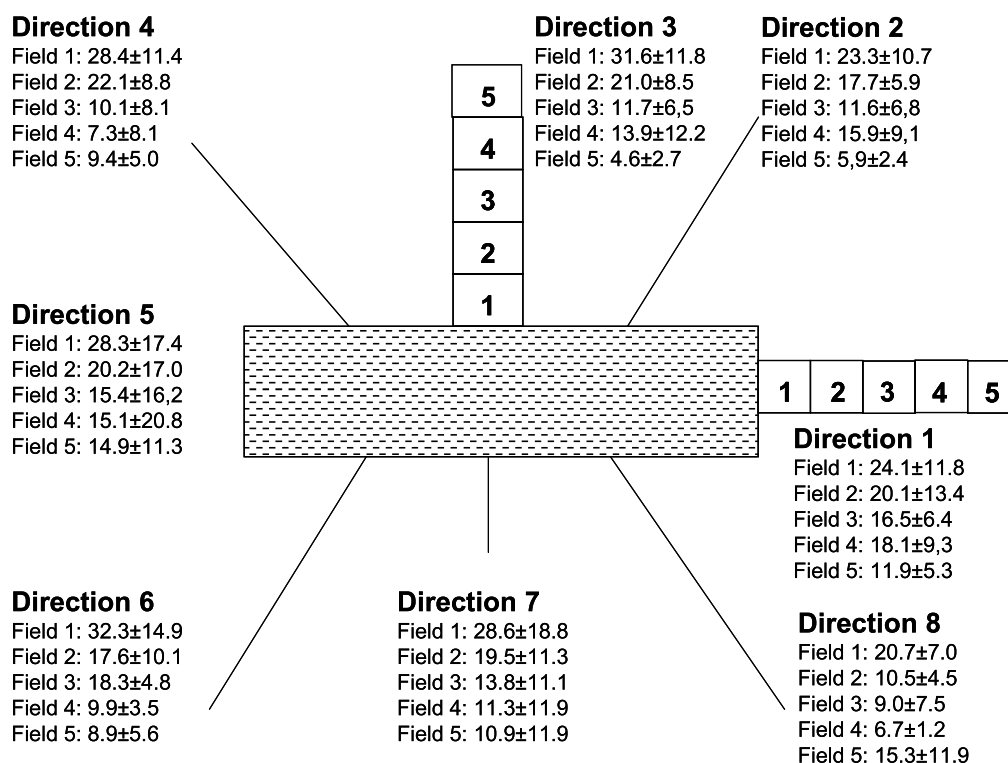 Direction 4
Field 1: 28.4±11.4
Field 2: 22.1±8.8
Field 3: 10.1±8.1
Field 4: 7.3±8.1
Field 5: 9.4±5.0
Direction 3
Field 1: 31.6±11.8
Field 2: 21.0±8.5
Field 3: 11.7±6,5
Field 4: 13.9±12.2
Field 5: 4.6±2.7
Direction 2
Field 1: 23.3±10.7
Field 2: 17.7±5.9
Field 3: 11.6±6,8
Field 4: 15.9±9,1
Field 5: 5,9±2.4
5
4
3
2
1
Direction 5
Field 1: 28.3±17.4
Field 2: 20.2±17.0
Field 3: 15.4±16,2
Field 4: 15.1±20.8
Field 5: 14.9±11.3
1 2 3 4 5
Direction 1
Field 1: 24.1±11.8
Field 2: 20.1±13.4
Field 3: 16.5±6.4
Field 4: 18.1±9,3
Field 5: 11.9±5.3
Direction 6
Field 1: 32.3±14.9
Field 2: 17.6±10.1
Field 3: 18.3±4.8
Field 4: 9.9±3.5
Field 5: 8.9±5.6
Direction 7
Field 1: 28.6±18.8
Field 2: 19.5±11.3
Field 3: 13.8±11.1
Field 4: 11.3±11.9
Field 5: 10.9±11.9
Direction 8
Field 1: 20.7±7.0
Field 2: 10.5±4.5
Field 3: 9.0±7.5
Field 4: 6.7±1.2
Field 5: 15.3±11.9